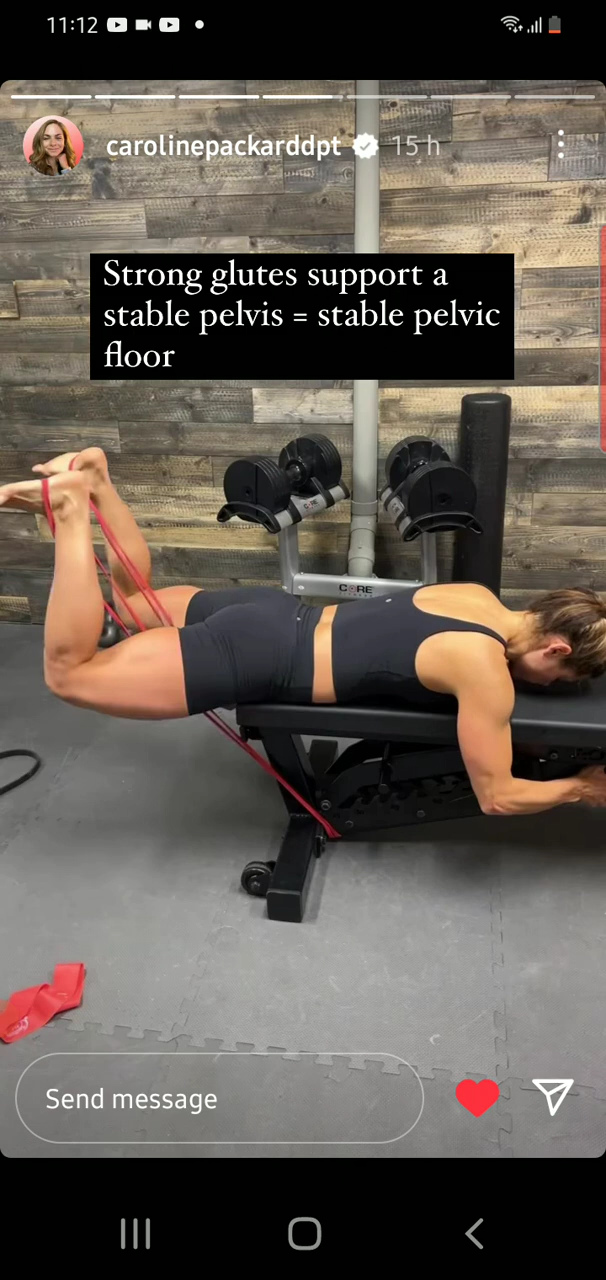 11:12
carolinepackarddpt 15 h
Strong glutes support a
stable pelvis = stable pelvic
floor
CORE
Send message